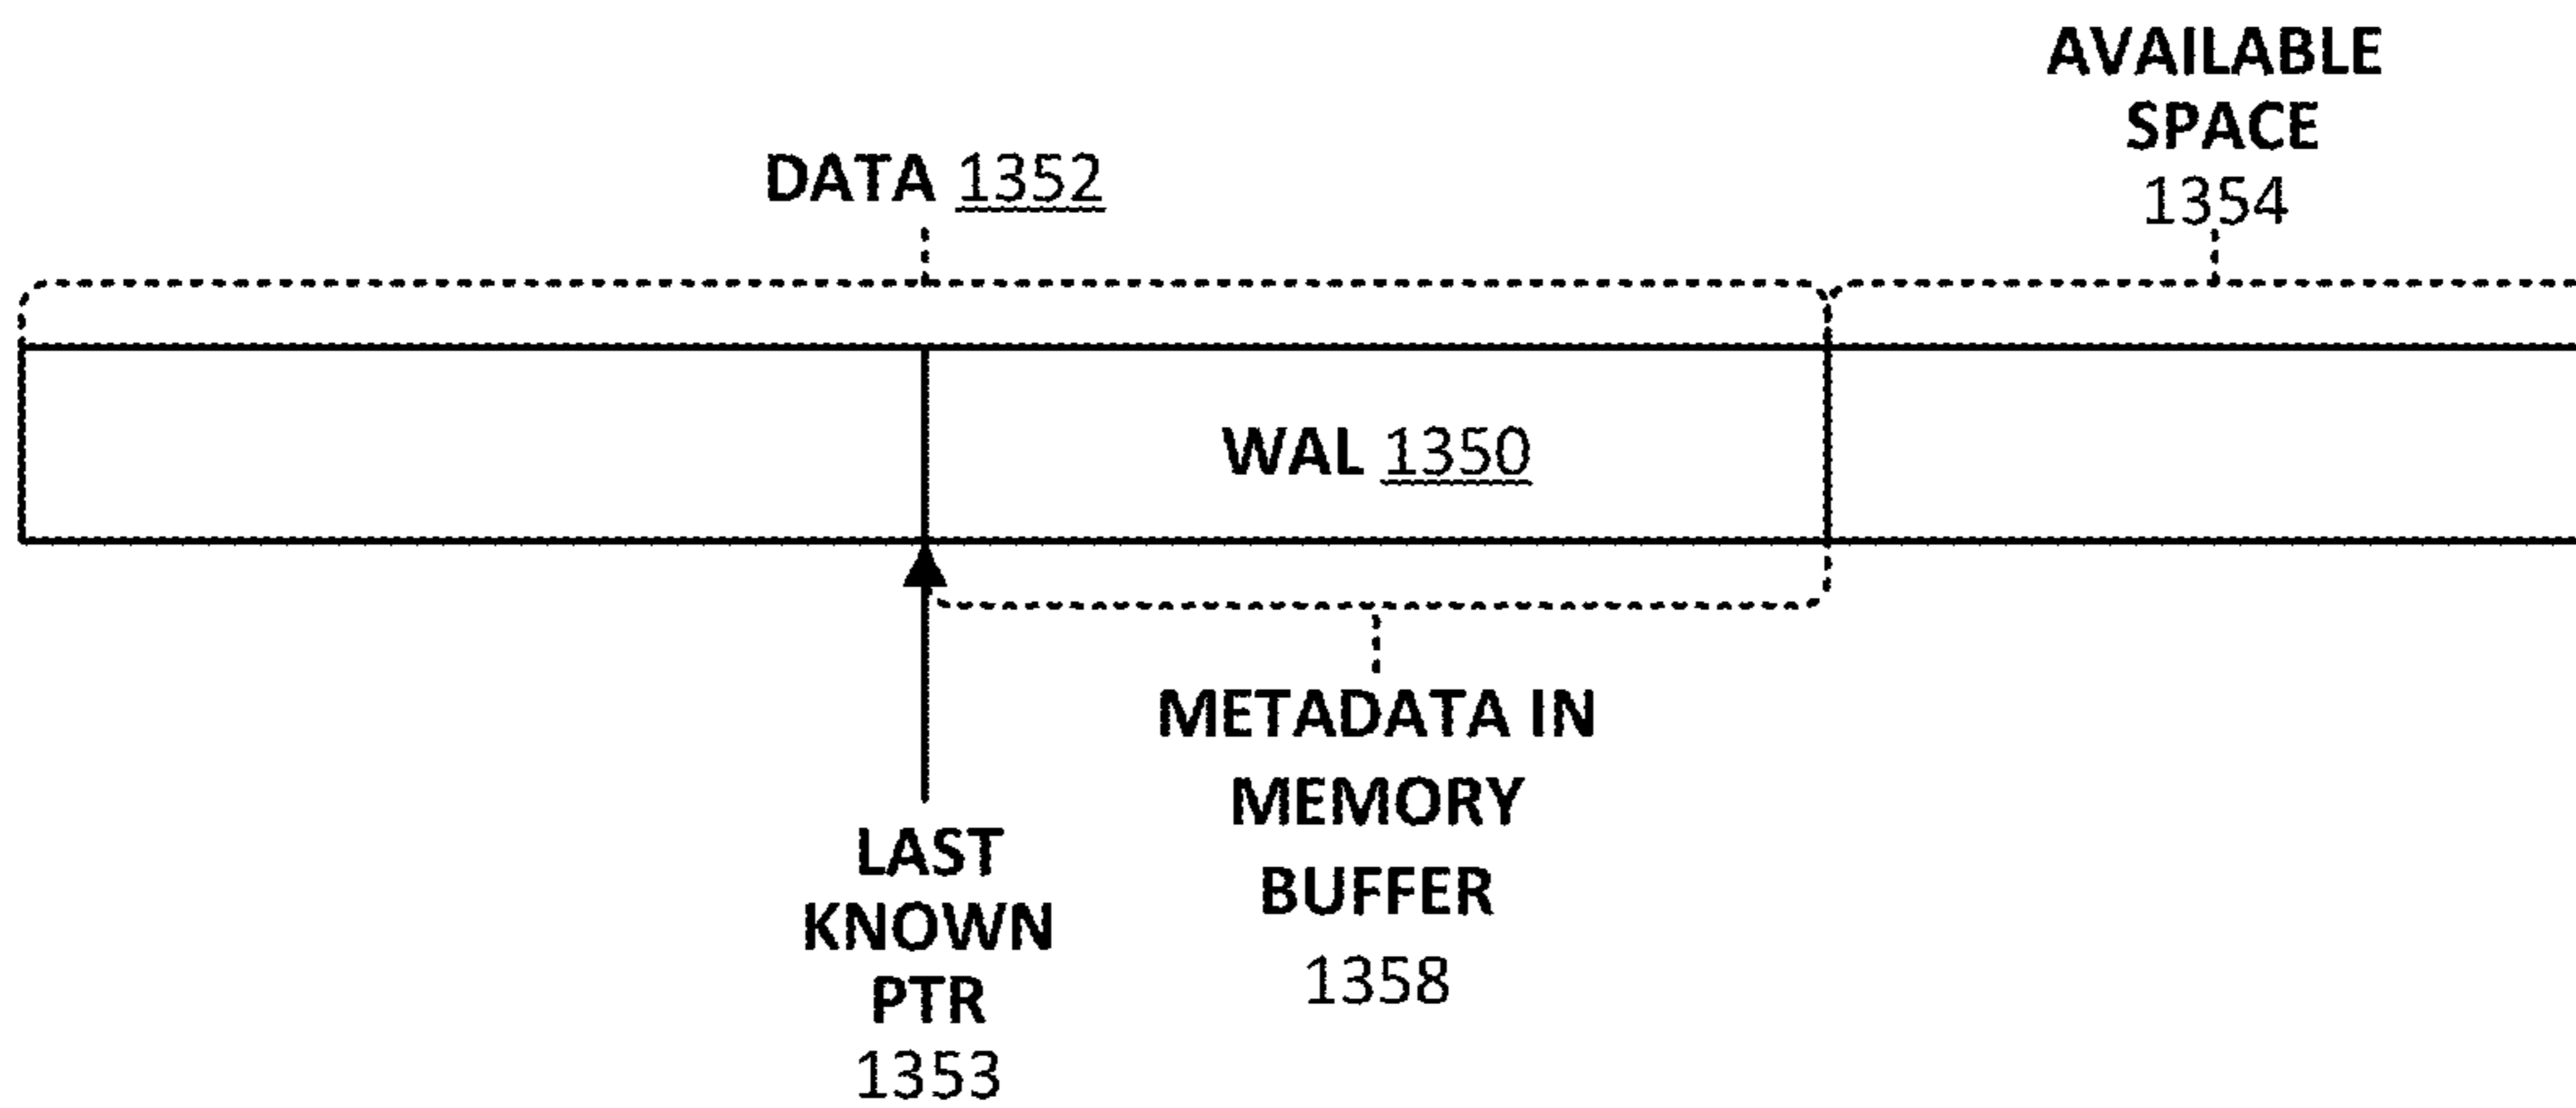 AVAILABLE
SPACE
1354
DATA 1352
WAL 1350
METADATA IN
MEMORY
BUFFER
1358
LAST
KNOWN
PTR
1353